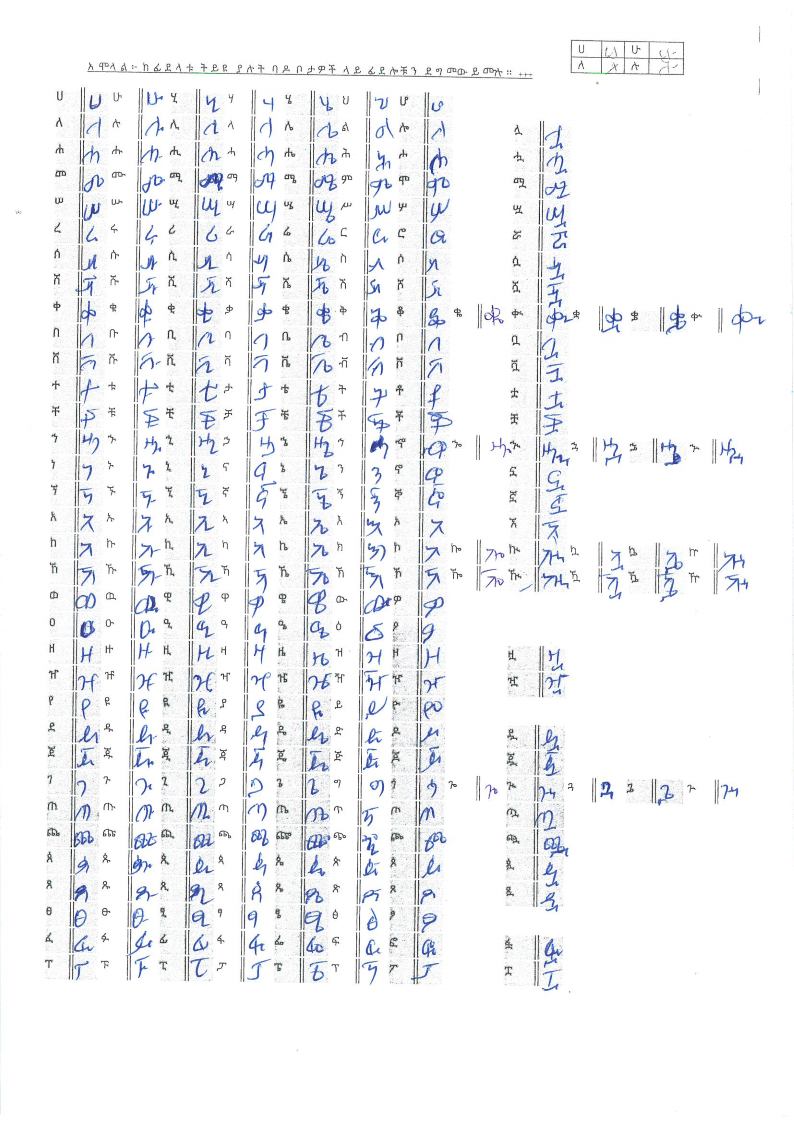 ሀ ሀ ሁ ሁ
ለ ለ ሉ ሉ
አሞላል፡- ከፊደላቱ ትይዩ ያሉት ባዶ ቦታዎች ላይ ፊደሎቹን ደግመው ይሙሉ። ---
ሀ ሀ ሁ ሁ ሂ ሂ ሃ ሃ ሄ ሄ ህ ህ ሆ ሆ
ለ ለ ሉ ሉ ሊ ሊ ላ ላ ሌ ሌ ል ል ሎ ሎ ሏ ሏ
ሐ ሐ ሑ ሑ ሒ ሒ ሓ ሓ ሔ ሔ ሕ ሕ ሖ ሖ ሗ ሗ
መ መ ሙ ሙ ሚ ሚ ማ ማ ሜ ሜ ም ም ሞ ሞ ሟ ሟ
ሠ ሠ ሡ ሡ ሢ ሢ ሣ ሣ ሤ ሤ ሥ ሥ ሦ ሦ ሧ ሧ
ረ ረ ሩ ሩ ሪ ሪ ራ ራ ሬ ሬ ር ር ሮ ሮ ሯ ሯ
ሰ ሰ ሱ ሱ ሲ ሲ ሳ ሳ ሴ ሴ ስ ስ ሶ ሶ ሷ ሷ
ሸ ሸ ሹ ሹ ሺ ሺ ሻ ሻ ሼ ሼ ሽ ሽ ሾ ሾ ሿ ሿ
ቀ ቀ ቁ ቁ ቂ ቂ ቃ ቃ ቄ ቄ ቅ ቅ ቆ ቆ ቈ ቈ ቍ ቍ ቋ ቋ ቌ ቌ ቊ ቊ
በ በ ቡ ቡ ቢ ቢ ባ ባ ቤ ቤ ብ ብ ቦ ቦ ቧ ቧ
ሸ ሸ ሹ ሹ ቪ ቪ ቫ ቫ ቬ ቬ ቭ ቭ ቮ ቮ ቯ ቯ
ተ ተ ቱ ቱ ቲ ቲ ታ ታ ቴ ቴ ት ት ቶ ቶ ቷ ቷ
ቸ ቸ ቹ ቹ ቺ ቺ ቻ ቻ ቼ ቼ ች ች ቾ ቾ ቿ ቿ
ኀ ኀ ኁ ኁ ኂ ኂ ኃ ኃ ኄ ኄ ኅ ኅ ኆ ኆ ኈ ኈ ኍ ኍ ኋ ኋ ኌ ኌ ኊ
ነ ነ ኑ ኑ ኒ ኒ ና ና ኔ ኔ ን ን ኖ ኖ ኗ ኗ
ኘ ኘ ኙ ኙ ኚ ኚ ኛ ኛ ኜ ኜ ኝ ኝ ኞ ኞ ኟ ኟ
አ አ ኡ ኡ ኢ ኢ ኣ ኣ ኤ ኤ እ እ ኦ ኦ ኧ ኧ
ከ ከ ኩ ኩ ኪ ኪ ካ ካ ኬ ኬ ክ ክ ኮ ኮ ኰ ኰ ኵ ኵ ኳ ኳ ኴ ኴ ኲ ኲ
ኸ ኸ ኹ ኹ ኺ ኺ ኻ ኻ ኼ ኼ ኽ ኽ ኾ ኾ ዀ ዀ ዅ ዅ ዃ ዃ ዄ ዄ ዂ ዂ
ወ ወ ዉ ዉ ዊ ዊ ዋ ዋ ዌ ዌ ው ው ዎ ዎ
ዐ ዐ ዑ ዑ ዒ ዒ ዓ ዓ ዔ ዔ ዕ ዕ ዖ ዖ
ዘ ዘ ዙ ዙ ዚ ዚ ዛ ዛ ዜ ዜ ዝ ዝ ዞ ዞ ዟ ዟ
ዠ ዠ ዡ ዡ ዢ ዢ ዣ ዣ ዤ ዤ ዥ ዥ ዦ ዦ ዧ ዧ
የ የ ዩ ዩ ዪ ዪ ያ ያ ዬ ዬ ይ ይ ዮ ዮ
ደ ደ ዱ ዱ ዲ ዲ ዳ ዳ ዴ ዴ ድ ድ ዶ ዶ ዷ ዷ
ጀ ጀ ጁ ጁ ጂ ጂ ጃ ጃ ጄ ጄ ጅ ጅ ጆ ጆ ጇ ጇ
ገ ገ ጉ ጉ ጊ ጊ ጋ ጋ ጌ ጌ ግ ግ ጎ ጎ ጐ ጐ ጕ ጕ ጓ ጓ ጔ ጔ ጒ ጒ
ጠ ጠ ጡ ጡ ጢ ጢ ጣ ጣ ጤ ጤ ጥ ጥ ጦ ጦ ጧ ጧ
ጨ ጨ ጩ ጩ ጪ ጪ ጫ ጫ ጬ ጬ ጭ ጭ ጮ ጮ ጯ ጯ
ጰ ጰ ጱ ጱ ጲ ጲ ጳ ጳ ጴ ጴ ጵ ጵ ጶ ጶ ጷ ጷ
ጸ ጸ ጹ ጹ ጺ ጺ ጻ ጻ ጼ ጼ ጽ ጽ ጾ ጾ ጿ ጿ
ፀ ፀ ፁ ፁ ፂ ፂ ፃ ፃ ፄ ፄ ፅ ፅ ፆ ፆ
ፈ ፈ ፉ ፉ ፊ ፊ ፋ ፋ ፌ ፌ ፍ ፍ ፎ ፎ ፏ ፏ
ፐ ፐ ፑ ፑ ፒ ፒ ፓ ፓ ፔ ፔ ፕ ፕ ፖ ፖ ፗ ፗ